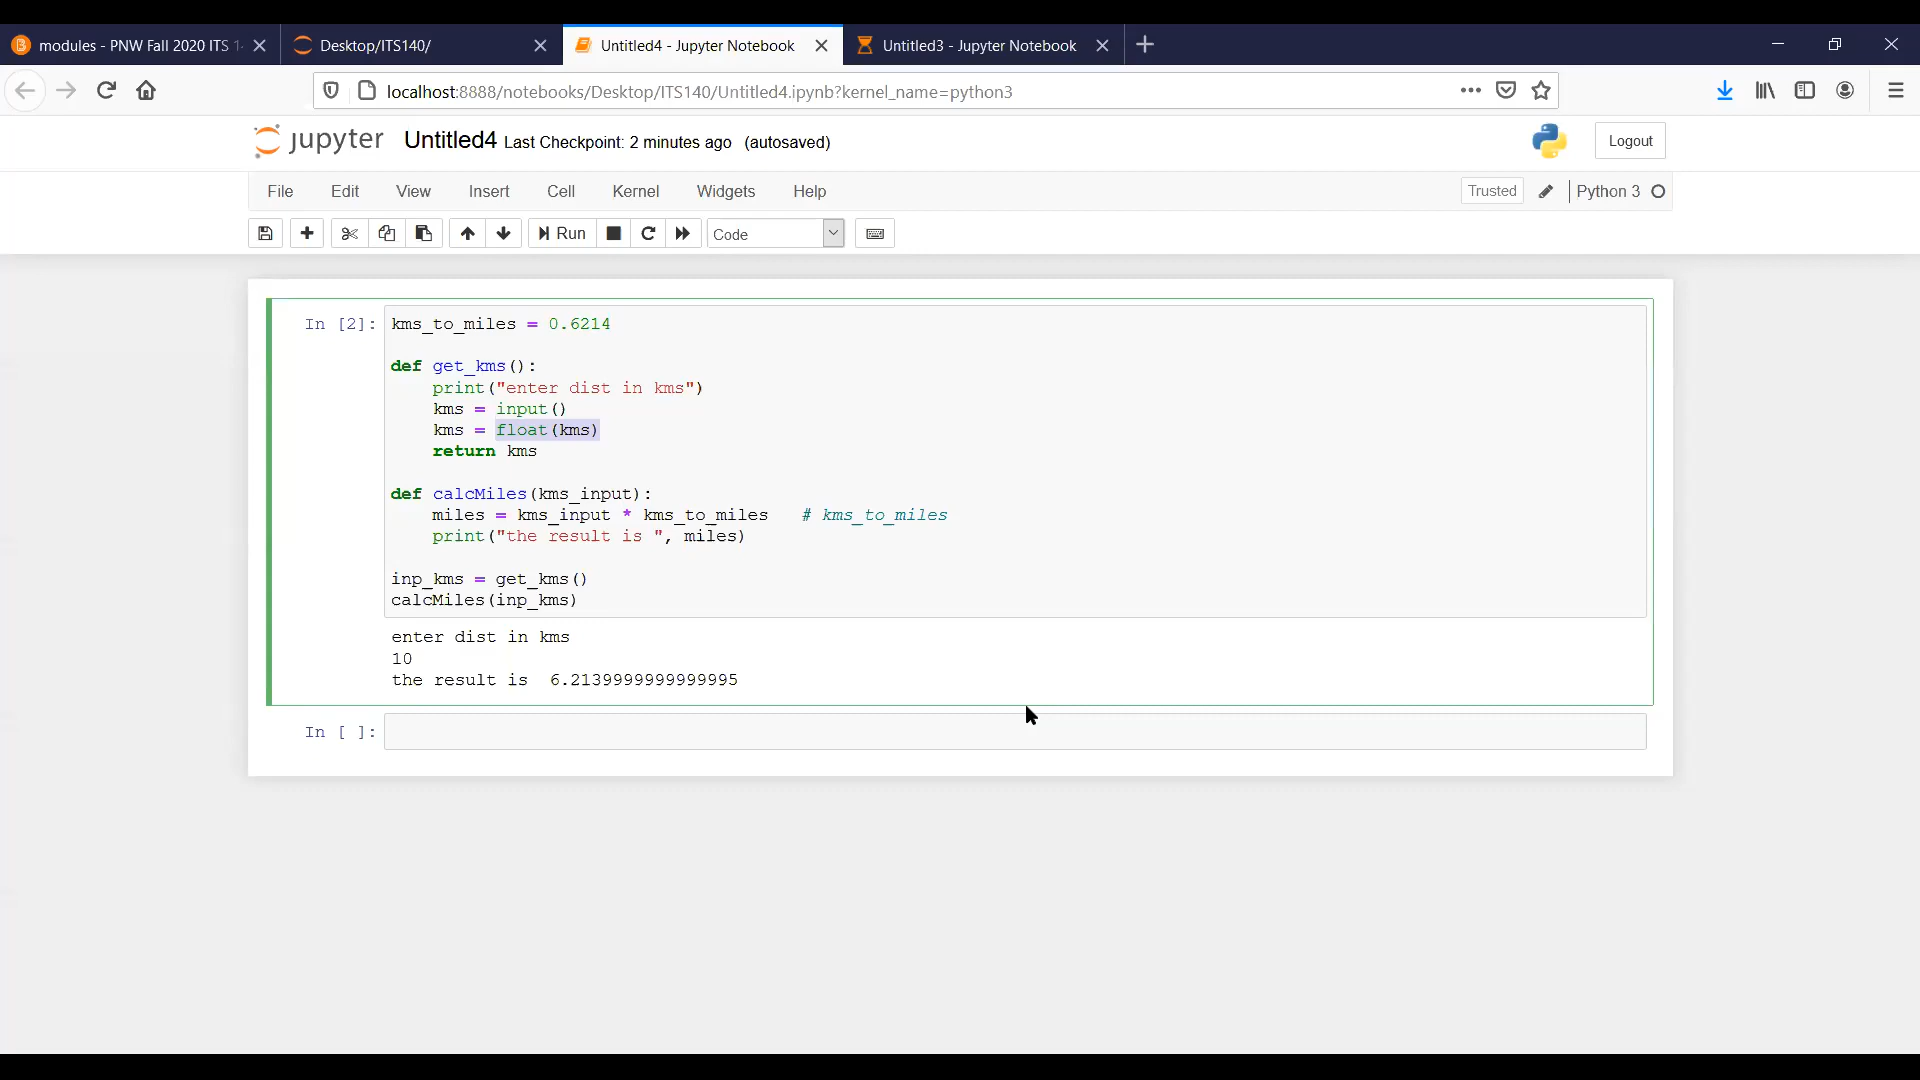 modules - PNW Fall 2020 ITS 1
Desktop/ITS140/
Untitled4 - Jupyter Notebook
Untitled3 - Jupyter Notebook
localhost:8888/notebooks/Desktop/ITS140/Untitled4.ipynb?kernel_name=python3
jupyter Untitled4 Last Checkpoint: 2 minutes ago (autosaved)
Logout
File Edit View Insert Cell Kernel Widgets Help
Trusted
Python 3
Run
Code
In [2]:
kms_to_miles = 0.6214
def get_kms():
    print("enter dist in kms")
    kms = input()
    kms = float(kms)
    return kms
def calcMiles(kms_input):
    miles = kms_input * kms_to_miles   # kms_to_miles
    print("the result is ", miles)
inp_kms = get_kms()
calcMiles(inp_kms)
enter dist in kms
10
the result is  6.2139999999999995
In [ ]: